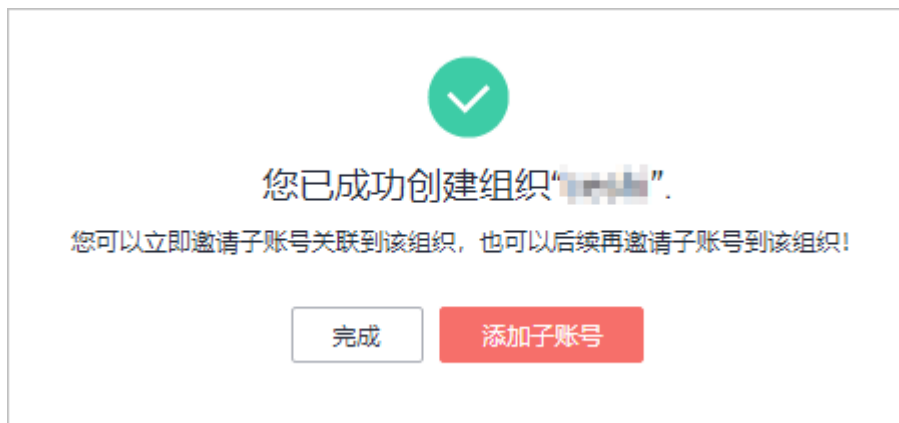 您已成功创建组织“”.
您可以立即邀请子账号关联到该组织，也可以后续再邀请子账号到该组织！
完成
添加子账号